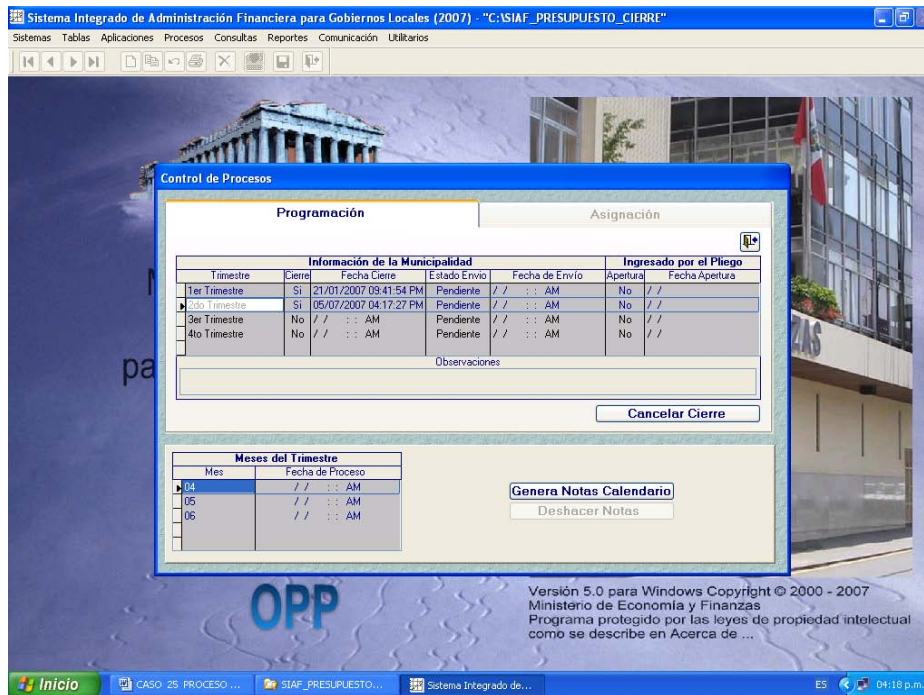 Sistema Integrado de Administración Financiera para Gobiernos Locales (2007) - "C:\SIAF_PRESUPUESTO_CIERRE"
Sistemas Tablas Aplicaciones Procesos Consultas Reportes Comunicación Utilitarios
Control de Procesos
Programación Asignación
Información de la Municipalidad Ingresado por el Pliego
Trimestre Cierre Fecha Cierre Estado Envio Fecha de Envío Apertura Fecha Apertura
1er Trimestre Si 21/01/2007 09:41:54 PM Pendiente / / : : AM No / /
2do Trimestre Si 05/07/2007 04:17:27 PM Pendiente / / : : AM No / /
3er Trimestre No / / : : AM Pendiente / / : : AM No / /
4to Trimestre No / / : : AM Pendiente / / : : AM No / /
Observaciones
Cancelar Cierre
Meses del Trimestre
Mes Fecha de Proceso
04 / / : : AM
05 / / : : AM
06 / / : : AM
Genera Notas Calendario
Deshacer Notas
pa
ZAS
OPP
Versión 5.0 para Windows Copyright © 2000 - 2007
Ministerio de Economía y Finanzas
Programa protegido por las leyes de propiedad intelectual
como se describe en Acerca de ...
Inicio CASO 25 PROCESO ... SIAF_PRESUPUESTO... Sistema Integrado de... ES 04:18 p.m.